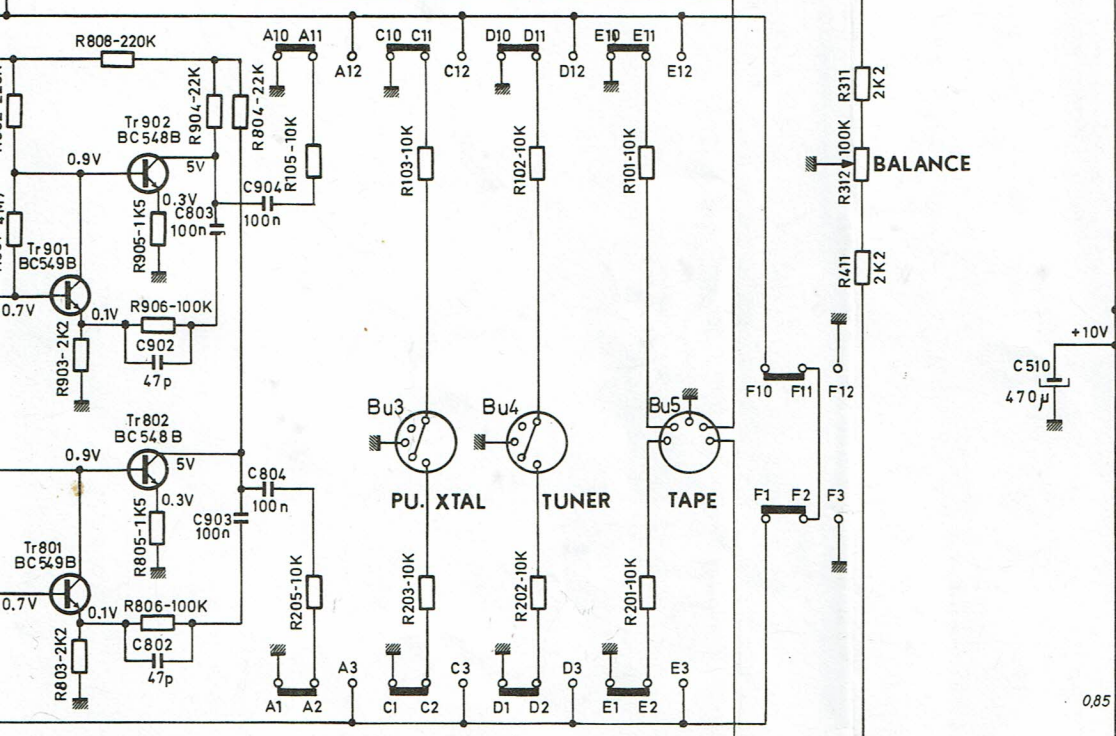 R808-220K
A10 A11
A12
C10 C11
C12
D10 D11
D12
E10 E11
E12
R904-22K
R804-22K
R105-10K
R103-10K
R102-10K
R101-10K
R311
2K2
100K
R312
BALANCE
R411
2K2
Tr902
BC548B
0.9V
5V
0.3V
C904
100n
C803
100n
R905-1K5
Tr901
BC549B
0.7V
0.1V
R906-100K
C902
47p
R903-2K2
+10V
C510
470µ
F10 F11 F12
Bu3
Bu4
Bu5
PU. XTAL
TUNER
TAPE
Tr802
BC548B
0.9V
5V
0.3V
C804
100n
C903
100n
R805-1K5
F1 F2 F3
Tr801
BC549B
0.7V
0.1V
R806-100K
C802
47p
R803-2K2
R205-10K
R203-10K
R202-10K
R201-10K
A3
C3
D3
E3
A1 A2
C1 C2
D1 D2
E1 E2
0,85